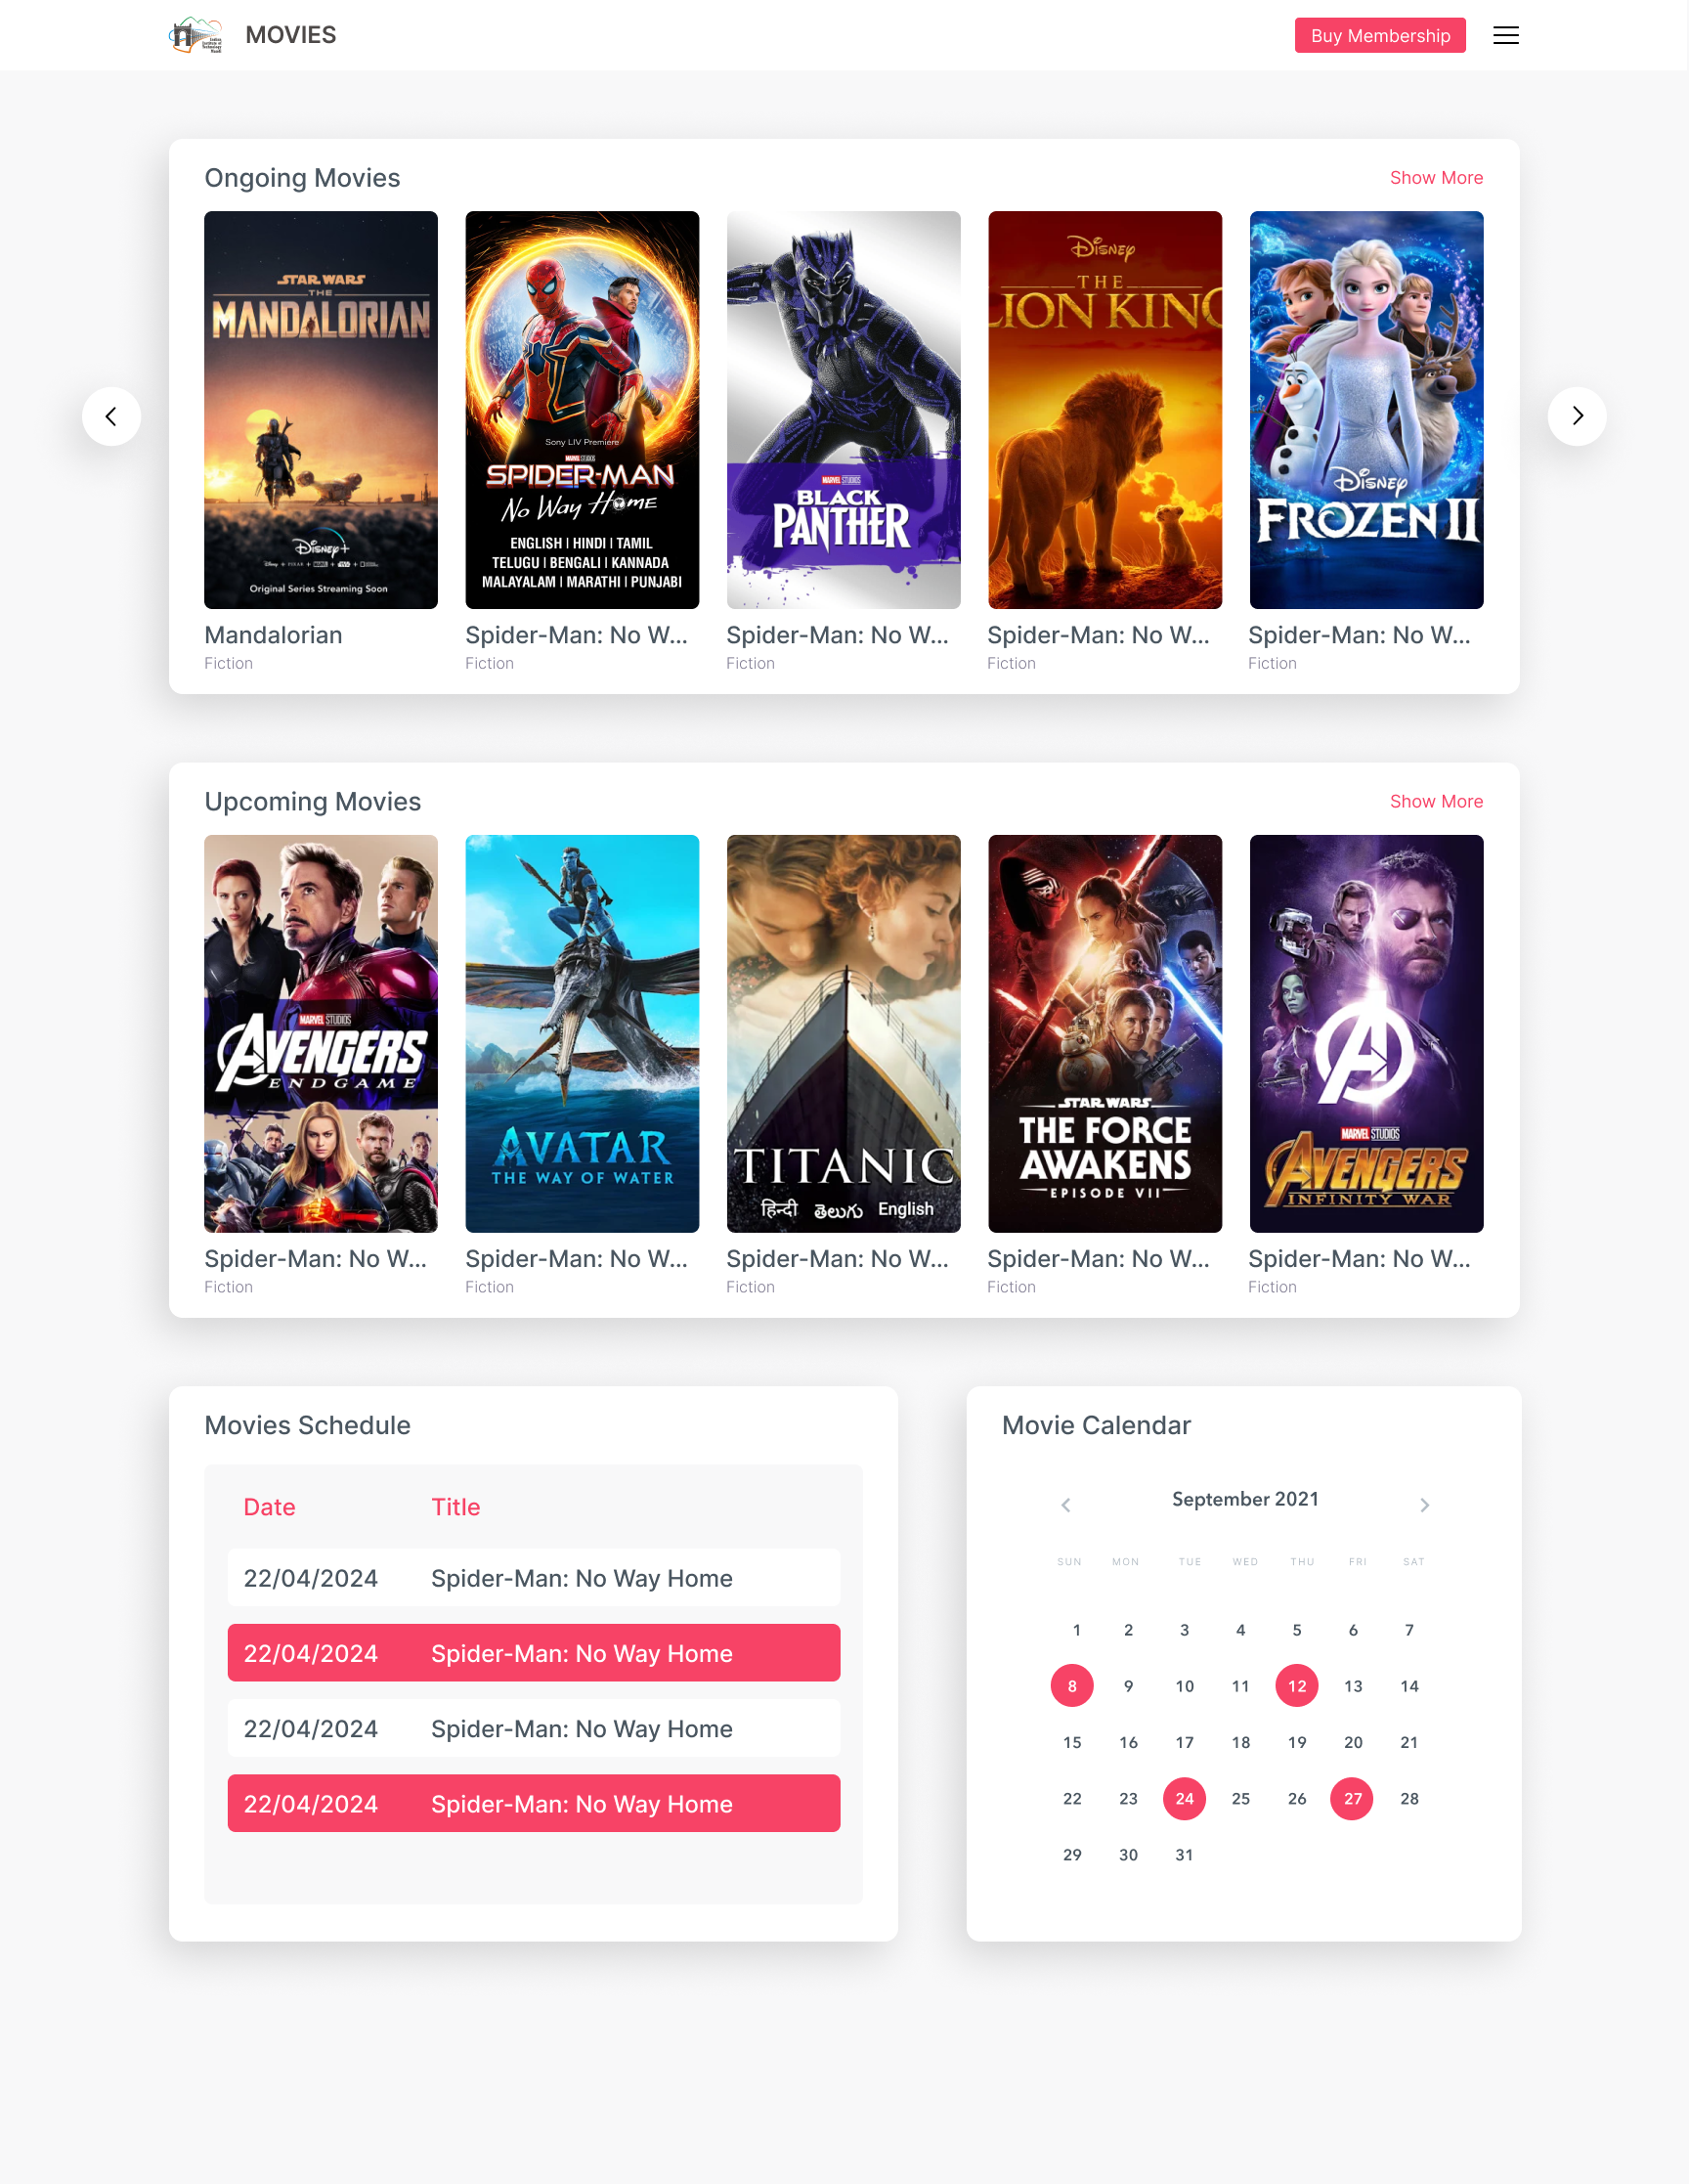 Indian
Institute of
Technology
Mandi
MOVIES
Buy Membership
Ongoing Movies
Show More
STAR WARS
THE
MANDALORIAN
Disney+
Original Series Streaming Soon
Mandalorian
Fiction
Sony LIV Premiere
MARVEL STUDIOS
SPIDER-MAN
No Way Home
ENGLISH | HINDI | TAMIL
TELUGU | BENGALI | KANNADA
MALAYALAM | MARATHI | PUNJABI
Spider-Man: No W...
Fiction
MARVEL STUDIOS
BLACK
PANTHER
Spider-Man: No W...
Fiction
Disney
THE
LION KING
Spider-Man: No W...
Fiction
Disney
FROZEN II
Spider-Man: No W...
Fiction
Upcoming Movies
Show More
MARVEL STUDIOS
AVENGERS
ENDGAME
Spider-Man: No W...
Fiction
AVATAR
THE WAY OF WATER
Spider-Man: No W...
Fiction
TITANIC
हिन्दी తెలుగు English
Spider-Man: No W...
Fiction
STAR WARS
THE FORCE
AWAKENS
EPISODE VII
Spider-Man: No W...
Fiction
MARVEL STUDIOS
AVENGERS
INFINITY WAR
Spider-Man: No W...
Fiction
Movies Schedule
Date Title
22/04/2024 Spider-Man: No Way Home
22/04/2024 Spider-Man: No Way Home
22/04/2024 Spider-Man: No Way Home
22/04/2024 Spider-Man: No Way Home
Movie Calendar
September 2021
SUN MON TUE WED THU FRI SAT
1 2 3 4 5 6 7
8 9 10 11 12 13 14
15 16 17 18 19 20 21
22 23 24 25 26 27 28
29 30 31